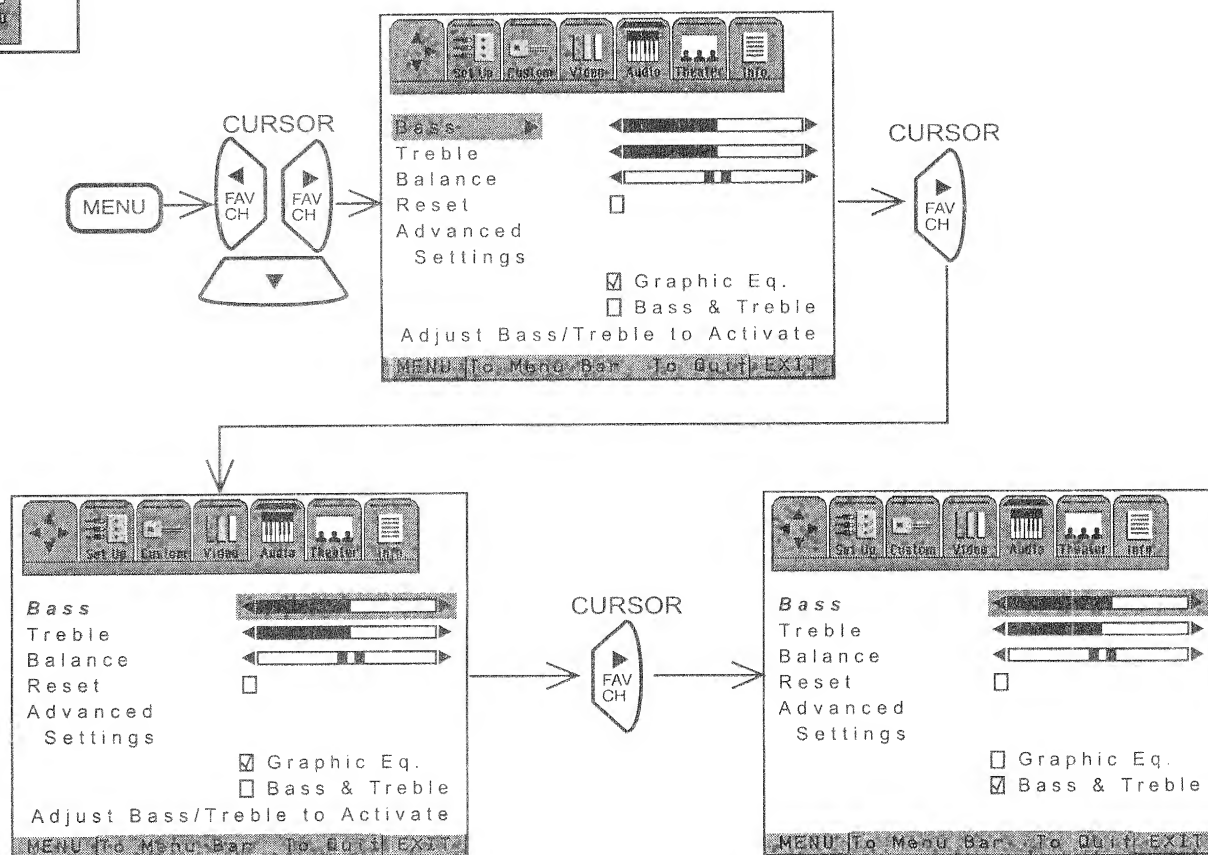 Set Up Custom Video Audio Theater Info
CURSOR
Bass
Treble
Balance
Reset
Advanced
Settings
Graphic Eq.
Bass & Treble
Adjust Bass/Treble to Activate
MENU To Menu Bar To Quit EXIT
MENU
FAV
CH
FAV
CH
CURSOR
FAV
CH
Set Up Custom Video Audio Theater Info
Bass
Treble
Balance
Reset
Advanced
Settings
Graphic Eq.
Bass & Treble
Adjust Bass/Treble to Activate
MENU To Menu Bar To Quit EXIT
CURSOR
FAV
CH
Set Up Custom Video Audio Theater Info
Bass
Treble
Balance
Reset
Advanced
Settings
Graphic Eq.
Bass & Treble
MENU To Menu Bar To Quit EXIT